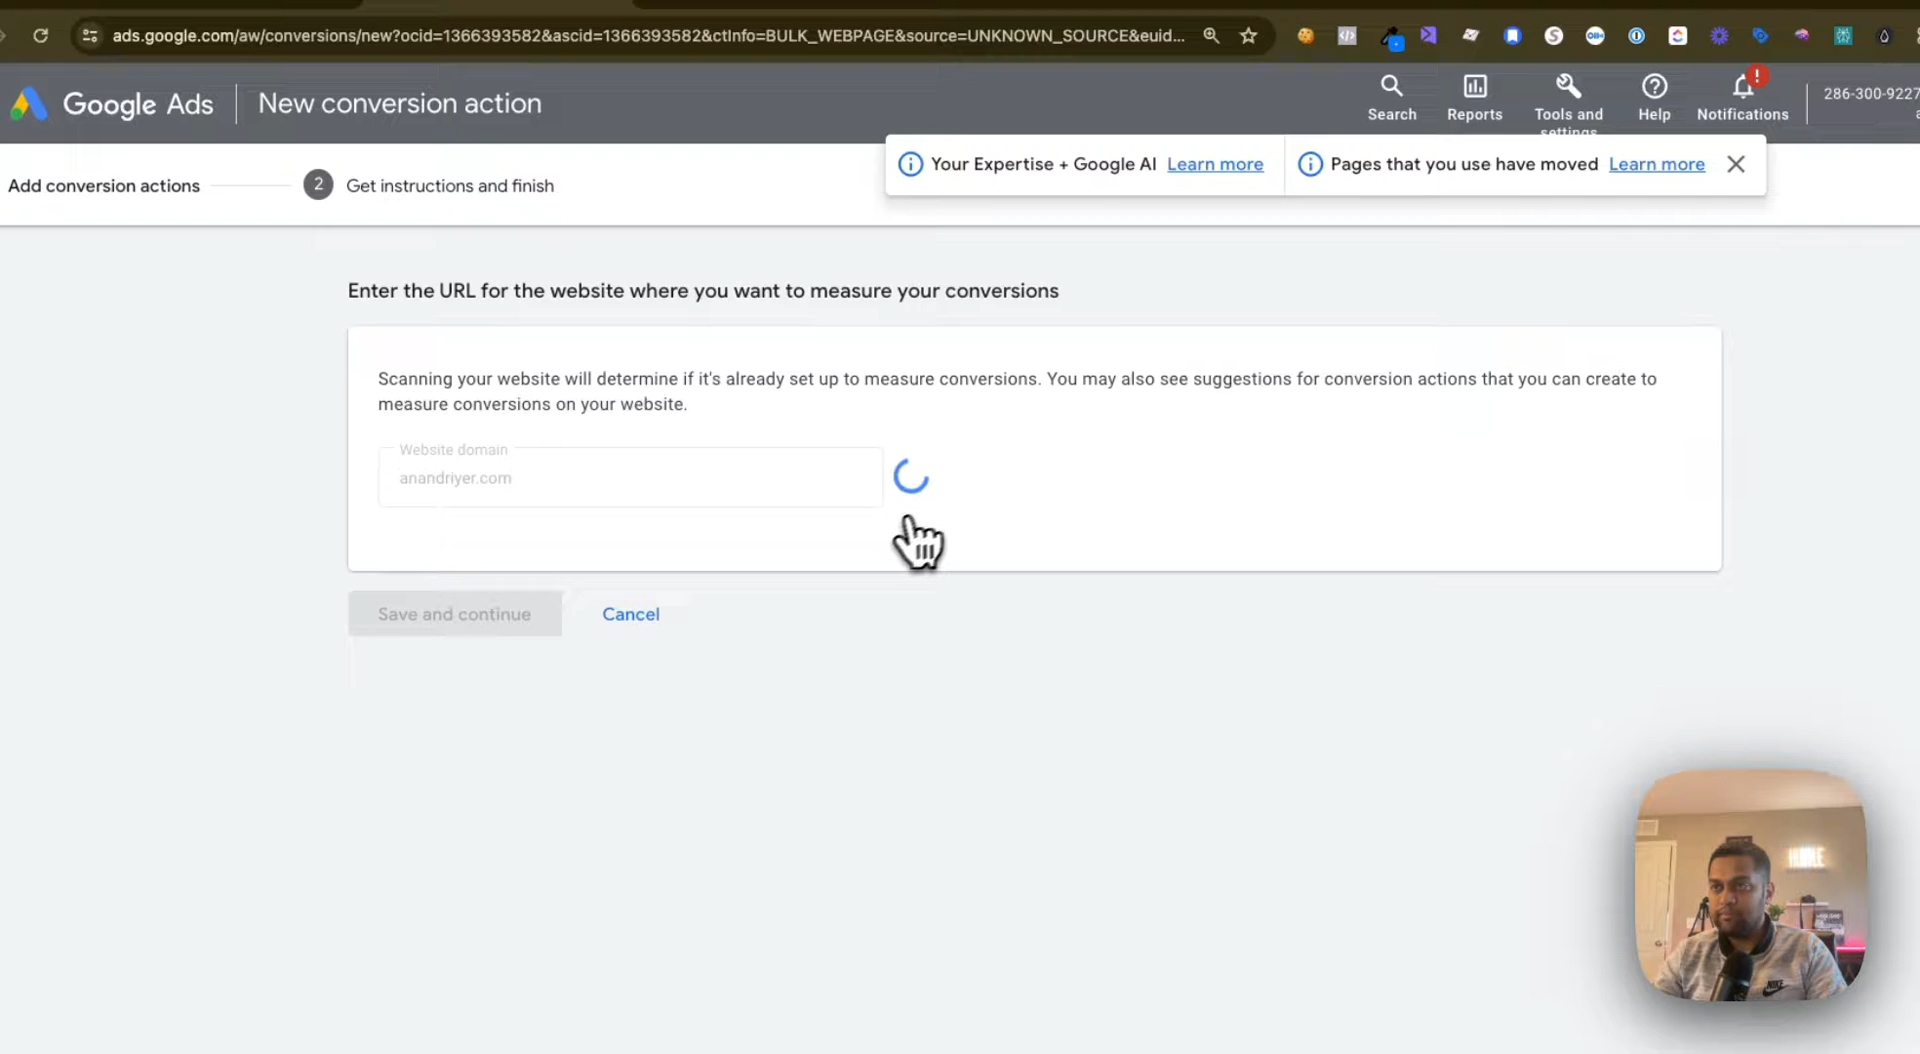 ads.google.com/aw/conversions/new?ocid=1366393582&ascid=1366393582&ctInfo=BULK_WEBPAGE&source=UNKNOWN_SOURCE&euid...
Google Ads
New conversion action
Search
Reports
Tools and
settings
Help
Notifications
286-300-9227
Your Expertise + Google AI Learn more
Pages that you use have moved Learn more
Add conversion actions
2 Get instructions and finish
Enter the URL for the website where you want to measure your conversions
Scanning your website will determine if it's already set up to measure conversions. You may also see suggestions for conversion actions that you can create to
measure conversions on your website.
Website domain
anandriyer.com
Save and continue
Cancel